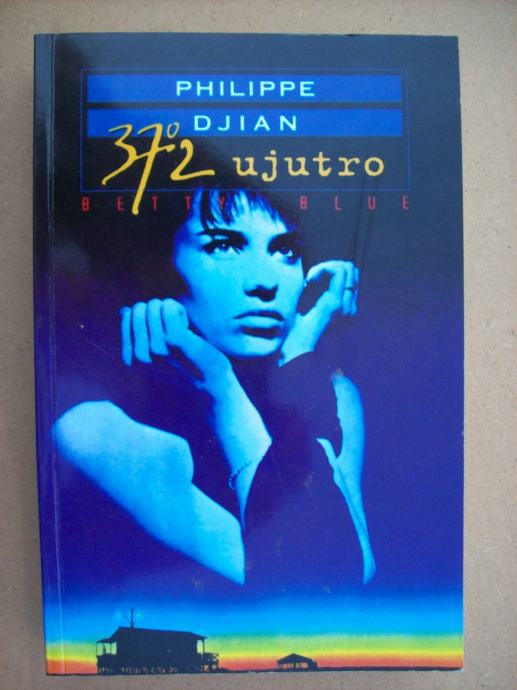 PHILIPPE
DJIAN
37°2 ujutro
BETTY BLUE